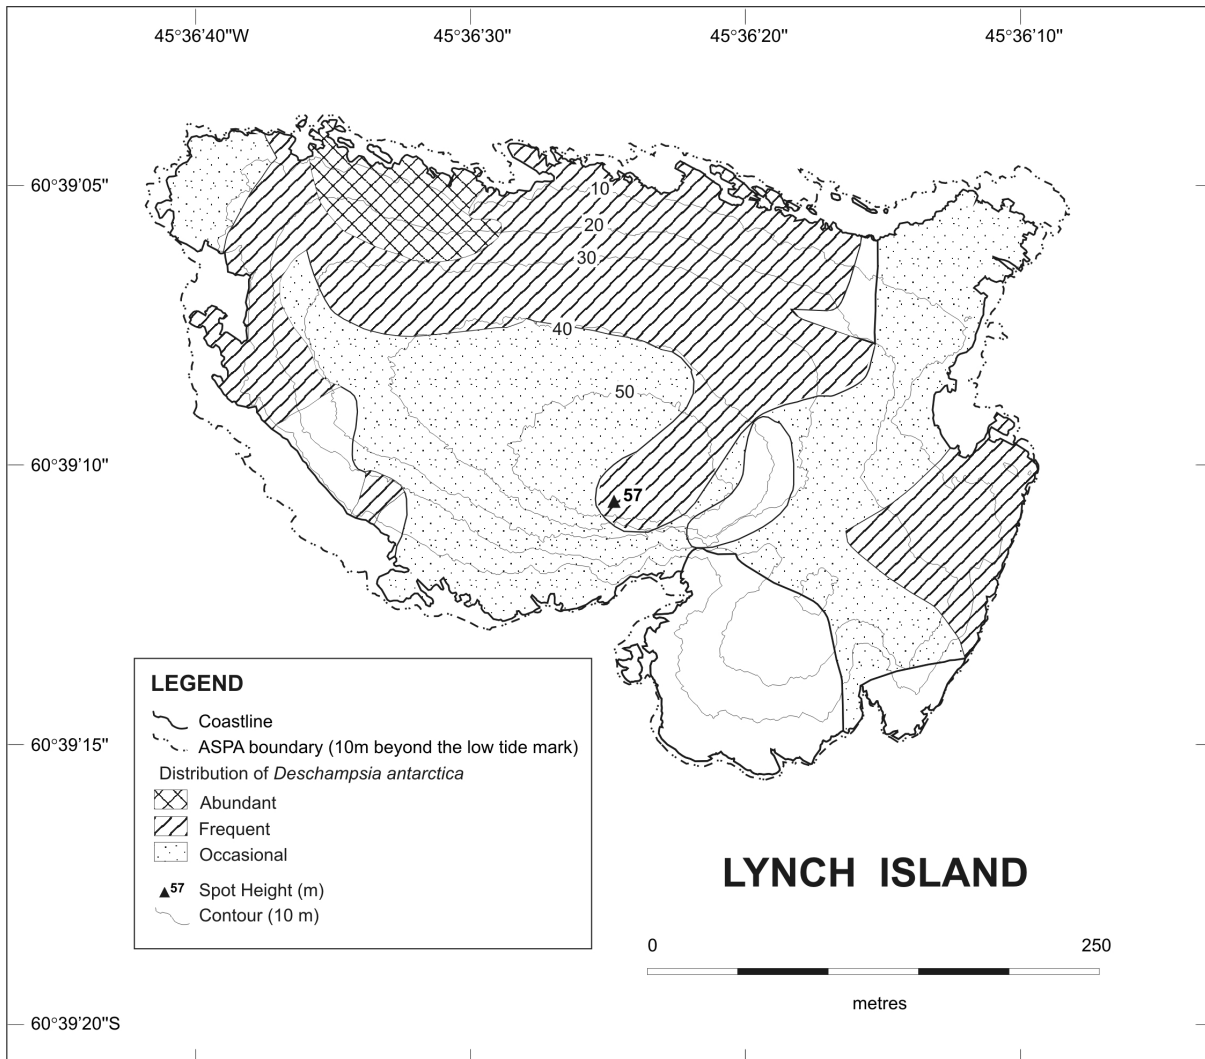 45°36'40"W 45°36'30" 45°36'20" 45°36'10"
60°39'05"
10
20
30
40
50
60°39'10"
57
LEGEND
Coastline
60°39'15"
ASPA boundary (10m beyond the low tide mark)
Distribution of Deschampsia antarctica
Abundant
Frequent
Occasional
57 Spot Height (m)
Contour (10 m)
LYNCH ISLAND
0 250
metres
60°39'20"S